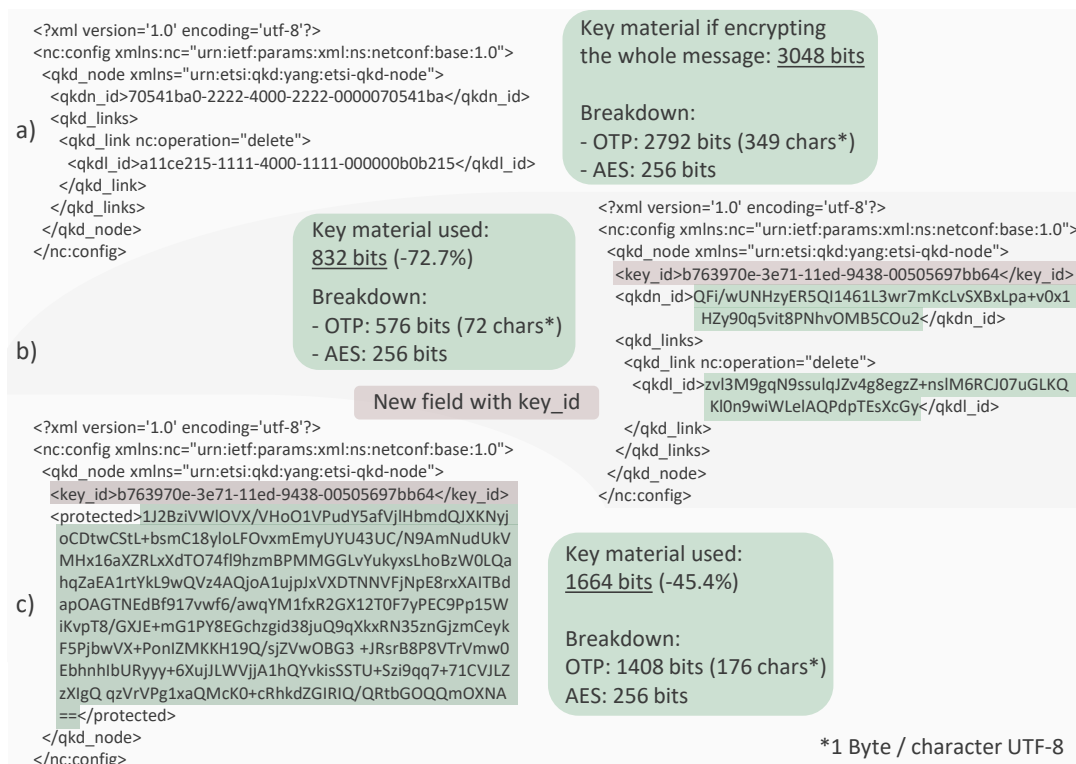 <?xml version='1.0' encoding='utf-8'?>
<nc:config xmlns:nc="urn:ietf:params:xml:ns:netconf:base:1.0">
<qkd_node xmlns="urn:etsi:qkd:yang:etsi-qkd-node">
<qkdn_id>70541ba0-2222-4000-2222-0000070541ba</qkdn_id>
<qkd_links>
a)
<qkd_link nc:operation="delete">
<qkdl_id>a11ce215-1111-4000-1111-000000b0b215</qkdl_id>
</qkd_link>
</qkd_links>
</qkd_node>
</nc:config>
Key material if encrypting
the whole message: 3048 bits
Breakdown:
- OTP: 2792 bits (349 chars*)
- AES: 256 bits
b)
Key material used:
832 bits (-72.7%)
Breakdown:
- OTP: 576 bits (72 chars*)
- AES: 256 bits
<?xml version='1.0' encoding='utf-8'?>
<nc:config xmlns:nc="urn:ietf:params:xml:ns:netconf:base:1.0">
<qkd_node xmlns="urn:etsi:qkd:yang:etsi-qkd-node">
<key_id>b763970e-3e71-11ed-9438-00505697bb64</key_id>
<qkdn_id>QFi/wUNHzyER5QI1461L3wr7mKcLvSXBxLpa+v0x1
HZy90q5vit8PNhvOMB5COu2</qkdn_id>
<qkd_links>
<qkd_link nc:operation="delete">
<qkdl_id>zvl3M9gqN9ssulqJZv4g8egzZ+nslM6RCJ07uGLKQ
Kl0n9wiWLelAQPdpTEsXcGy</qkdl_id>
</qkd_link>
</qkd_links>
</qkd_node>
</nc:config>
New field with key_id
<?xml version='1.0' encoding='utf-8'?>
<nc:config xmlns:nc="urn:ietf:params:xml:ns:netconf:base:1.0">
<qkd_node xmlns="urn:etsi:qkd:yang:etsi-qkd-node">
<key_id>b763970e-3e71-11ed-9438-00505697bb64</key_id>
<protected>1J2BziVWlOVX/VHoO1VPudY5afVjlHbmdQJXKNyj
oCDtwCStL+bsmC18yloLFOvxmEmyUYU43UC/N9AmNudUkV
MHx16aXZRLxXdTO74fl9hzmBPMMGGLvYukyxsLhoBzW0LQa
hqZaEA1rtYkL9wQVz4AQjoA1ujpJxVXDTNNVFjNpE8rxXAITBd
c)
apOAGTNEdBf917vwf6/awqYM1fxR2GX12T0F7yPEC9Pp15W
iKvpT8/GXJE+mG1PY8EGchzgid38juQ9qXkxRN35znGjzmCeyk
F5PjbwVX+PonIZMKKH19Q/sjZVwOBG3 +JRsrB8P8VTrVmw0
EbhnhIbURyyy+6XujJLWVjjA1hQYvkisSSTU+Szi9qq7+71CVJLZ
zXIgQ qzVrVPg1xaQMcK0+cRhkdZGIRIQ/QRtbGOQQmOXNA
==</protected>
</qkd_node>
</nc:config>
Key material used:
1664 bits (-45.4%)
Breakdown:
OTP: 1408 bits (176 chars*)
AES: 256 bits
*1 Byte / character UTF-8